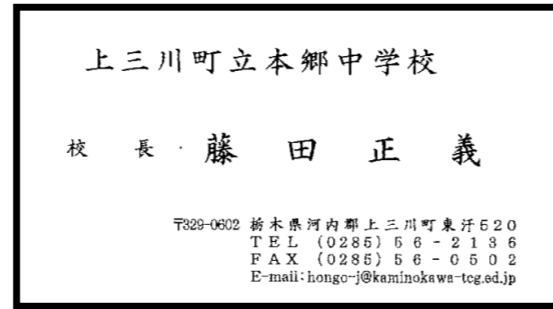 上三川町立本郷中学校
校長・藤田正義
〒329-0602 栃木県河内郡上三川町東汗520
TEL (0285) 56-2136
FAX (0285) 56-0502
E-mail:hongo-j@kaminokawa-tcg.ed.jp